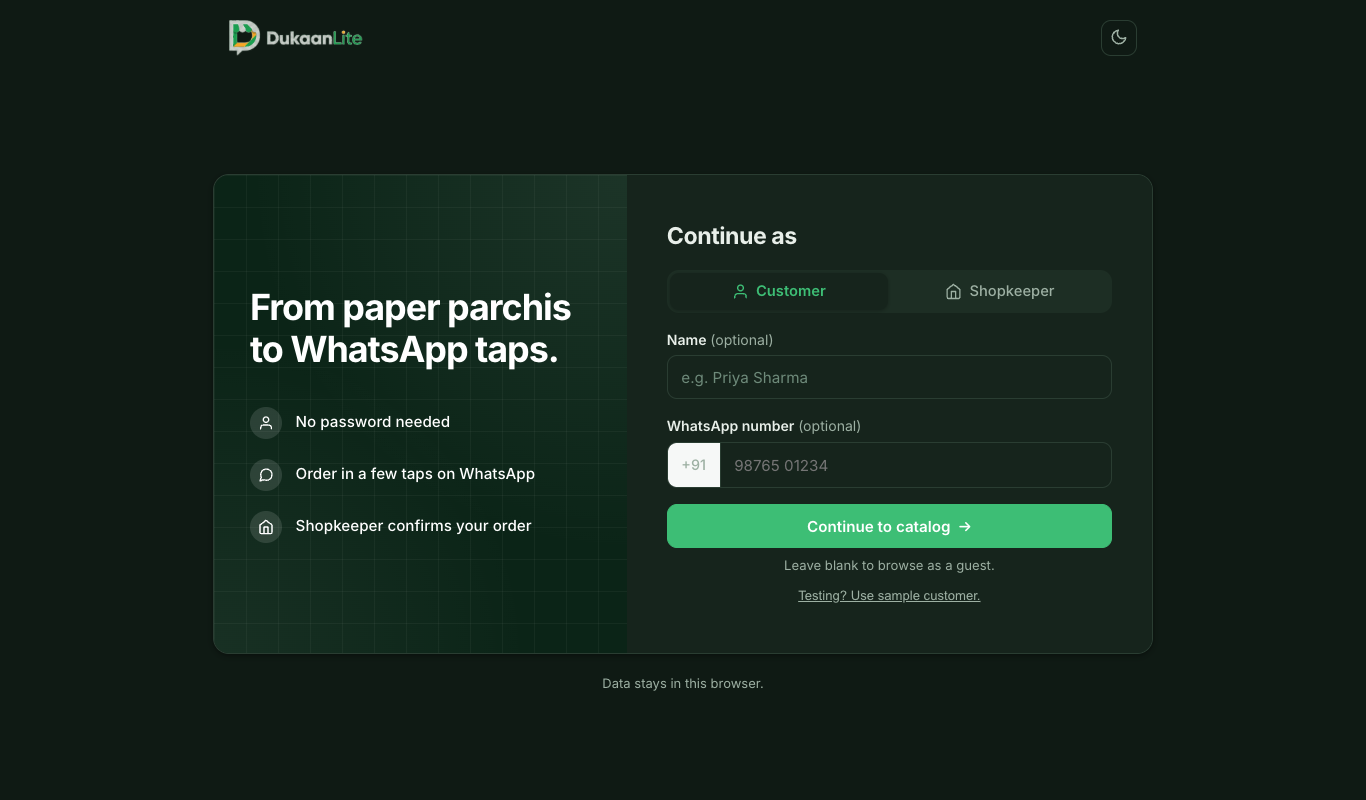 DukaanLite
From paper parchis
to WhatsApp taps.
No password needed
Order in a few taps on WhatsApp
Shopkeeper confirms your order
Continue as
Customer
Shopkeeper
Name (optional)
e.g. Priya Sharma
WhatsApp number (optional)
+91 98765 01234
Continue to catalog →
Leave blank to browse as a guest.
Testing? Use sample customer.
Data stays in this browser.